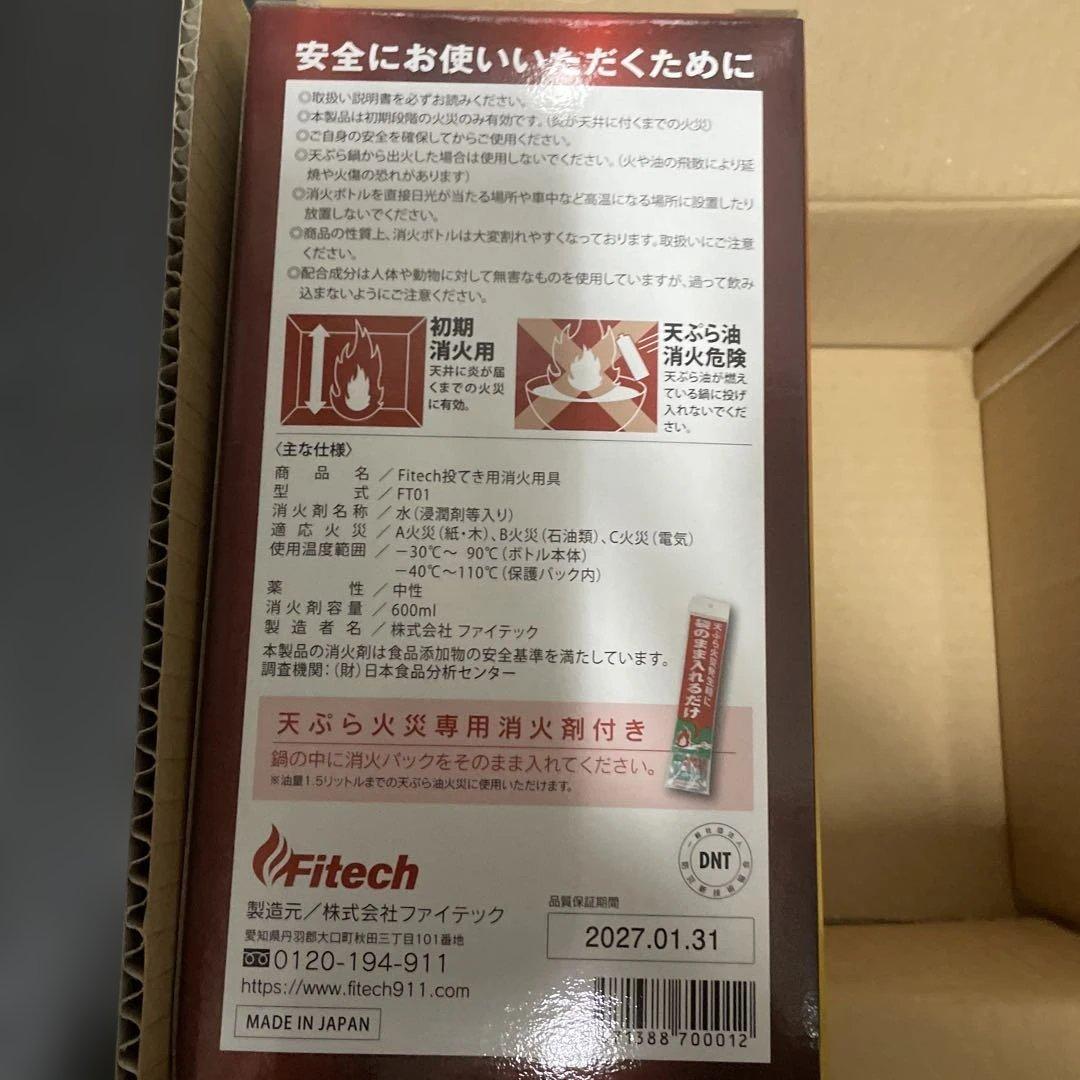 安全にお使いいただくために
◎取扱い説明書を必ずお読みください。
◎本製品は初期段階の火災のみ有効です。(炎が天井に付くまでの火災)
◎ご自身の安全を確保してからご使用ください。
◎天ぷら鍋から出火した場合は使用しないでください。(火や油の飛散により延
焼や火傷の恐れがあります)
◎消火ボトルを直接日光が当たる場所や車中など高温になる場所に設置したり
放置しないでください。
◎商品の性質上、消火ボトルは大変割れやすくなっております。取扱いにご注意
ください。
◎配合成分は人体や動物に対して無害なものを使用していますが、過って飲み
込まないようにご注意ください。
初期
消火用
天井に炎が届
くまでの火災
に有効。
天ぷら油
消火危険
天ぷら油が燃え
ている鍋に投げ
入れないでくだ
さい。
〈主な仕様〉
商品名／Fitech投てき用消火用具
型式／FT01
消火剤名称／水(浸潤剤等入り)
適応火災／A火災(紙・木)、B火災(石油類)、C火災(電気)
使用温度範囲／−30℃〜 90℃(ボトル本体)
−40℃〜110℃(保護パック内)
薬性／中性
消火剤容量／600ml
製造者名／株式会社 ファイテック
本製品の消火剤は食品添加物の安全基準を満たしています。
調査機関：(財)日本食品分析センター
天ぷら火災専用消火剤付き
鍋の中に消火パックをそのまま入れてください。
※油量1.5リットルまでの天ぷら油火災に使用いただけます。
天ぷら火災発生時に
袋のまま入れるだけ
Fitech
製造元／株式会社ファイテック
愛知県丹羽郡大口町秋田三丁目101番地
0120-194-911
https://www.fitech911.com
MADE IN JAPAN
一般社団法人
DNT
防災新技術協会
品質保証期間
2027.01.31
71388 700012